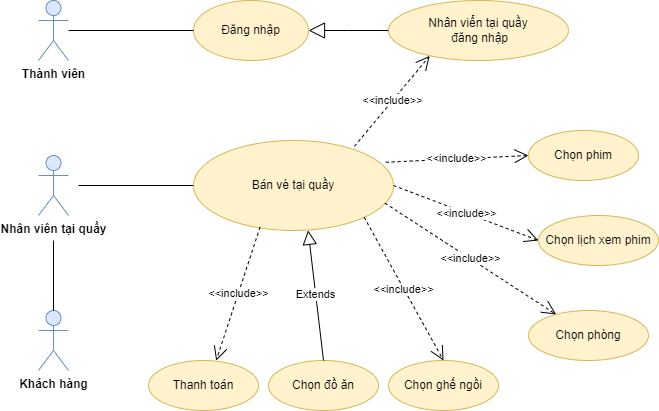 Thành viên
Đăng nhập
Nhân viển tại quầy
đăng nhập
<<include>>
Nhân viên tại quầy
Bán vé tại quầy
<<include>>
Chọn phim
<<include>>
Chọn lịch xem phim
<<include>>
Chọn phòng
<<include>>
Extends
<<include>>
Khách hàng
Thanh toán
Chọn đồ ăn
Chọn ghế ngồi